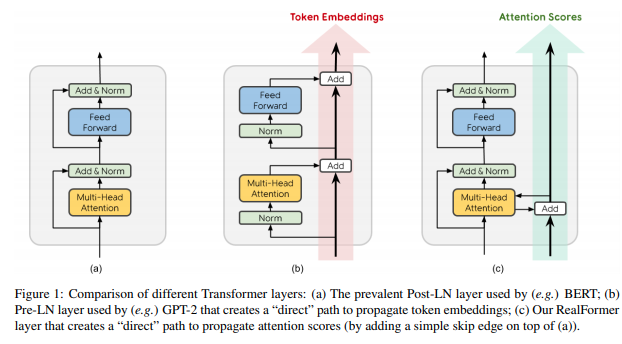 Token Embeddings
Attention Scores
Add & Norm
Feed
Forward
Add & Norm
Multi-Head
Attention
(a)
Add
Feed
Forward
Norm
Add
Multi-Head
Attention
Norm
(b)
Add & Norm
Feed
Forward
Add & Norm
Multi-Head
Attention
Add
(c)
Figure 1: Comparison of different Transformer layers: (a) The prevalent Post-LN layer used by (e.g.) BERT; (b)
Pre-LN layer used by (e.g.) GPT-2 that creates a “direct” path to propagate token embeddings; (c) Our RealFormer
layer that creates a “direct” path to propagate attention scores (by adding a simple skip edge on top of (a)).